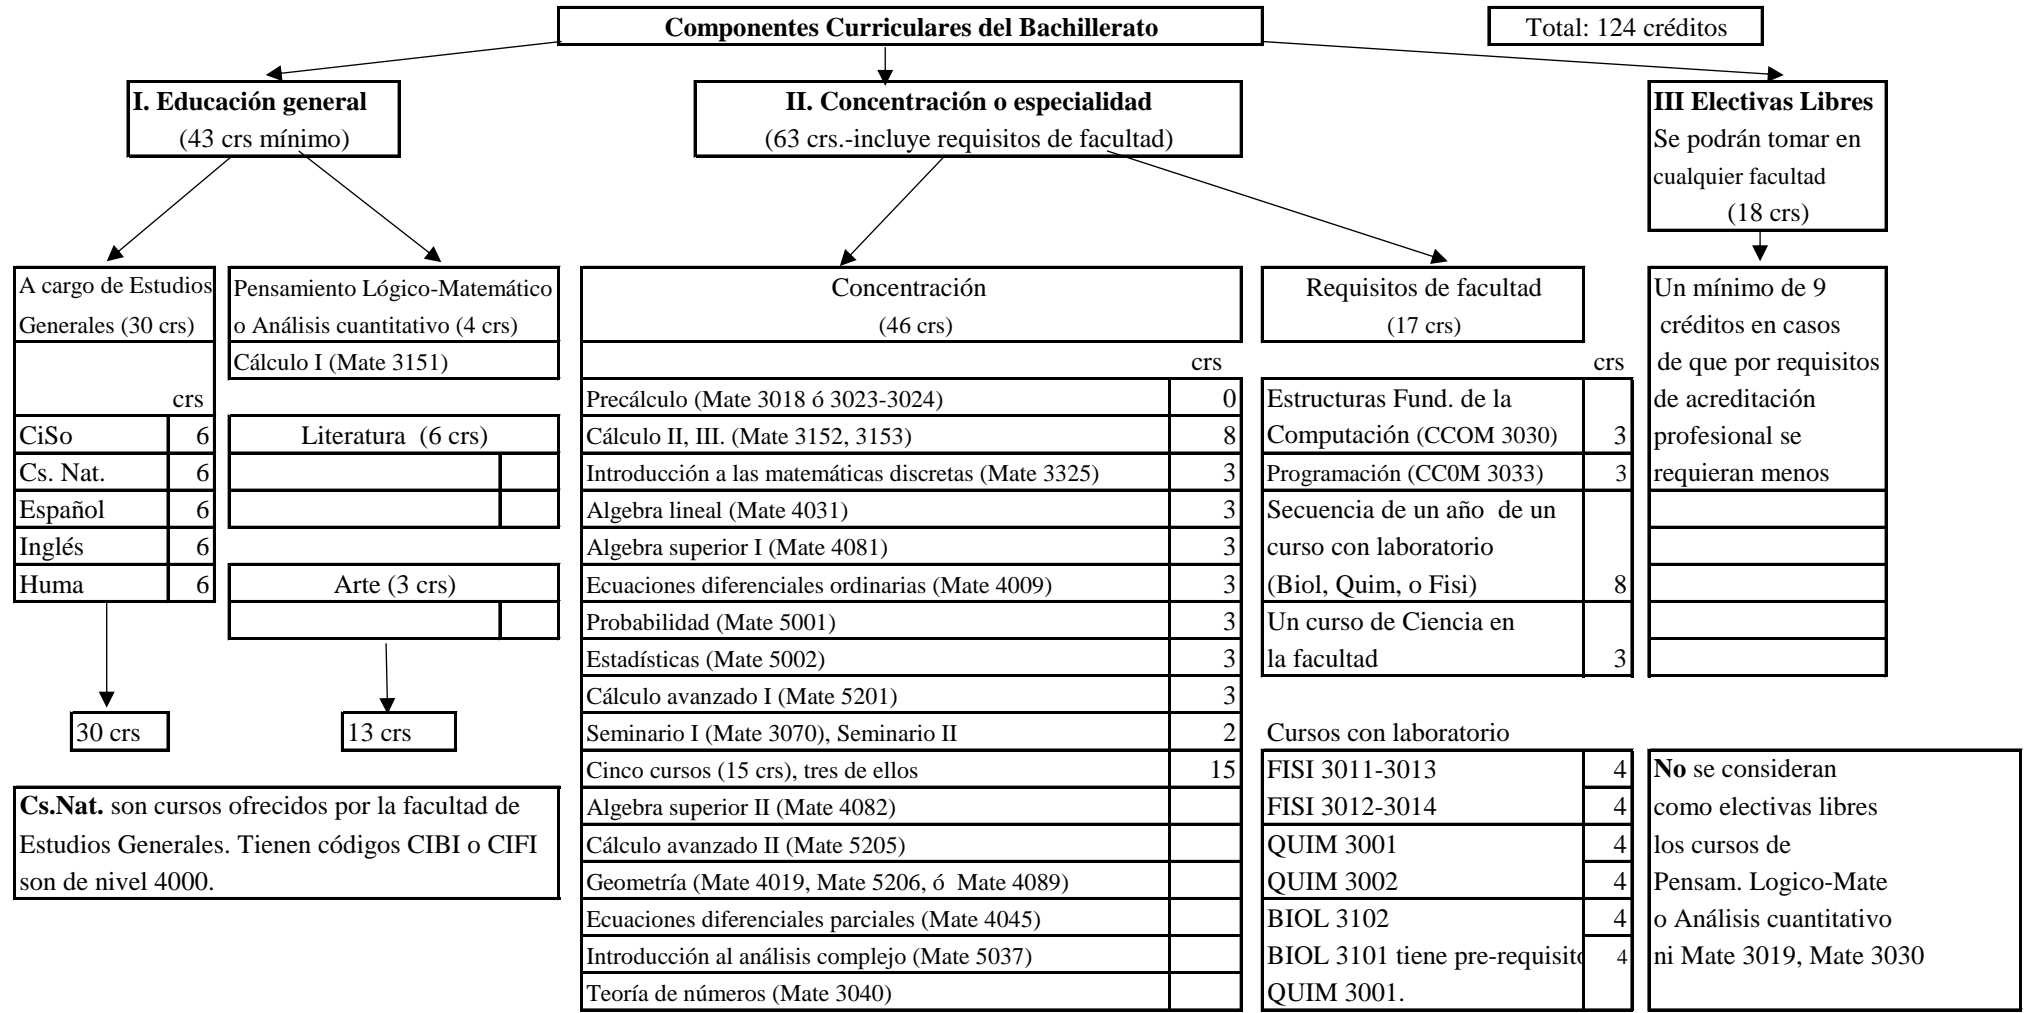 Componentes Curriculares del Bachillerato
Total: 124 créditos
I. Educación general
(43 crs mínimo)
II. Concentración o especialidad
(63 crs.-incluye requisitos de facultad)
III Electivas Libres
Se podrán tomar en
cualquier facultad
(18 crs)
A cargo de Estudios
Generales (30 crs)
crs
CiSo 6
Cs. Nat. 6
Español 6
Inglés 6
Huma 6
30 crs
Pensamiento Lógico-Matemático
o Análisis cuantitativo (4 crs)
Cálculo I (Mate 3151)
Literatura (6 crs)
Arte (3 crs)
13 crs
Cs.Nat. son cursos ofrecidos por la facultad de
Estudios Generales. Tienen códigos CIBI o CIFI
son de nivel 4000.
Concentración
(46 crs)
crs
Precálculo (Mate 3018 ó 3023-3024) 0
Cálculo II, III. (Mate 3152, 3153) 8
Introducción a las matemáticas discretas (Mate 3325) 3
Algebra lineal (Mate 4031) 3
Algebra superior I (Mate 4081) 3
Ecuaciones diferenciales ordinarias (Mate 4009) 3
Probabilidad (Mate 5001) 3
Estadísticas (Mate 5002) 3
Cálculo avanzado I (Mate 5201) 3
Seminario I (Mate 3070), Seminario II 2
Cinco cursos (15 crs), tres de ellos 15
Algebra superior II (Mate 4082)
Cálculo avanzado II (Mate 5205)
Geometría (Mate 4019, Mate 5206, ó Mate 4089)
Ecuaciones diferenciales parciales (Mate 4045)
Introducción al análisis complejo (Mate 5037)
Teoría de números (Mate 3040)
Requisitos de facultad
(17 crs)
crs
Estructuras Fund. de la
Computación (CCOM 3030) 3
Programación (CC0M 3033) 3
Secuencia de un año de un
curso con laboratorio
(Biol, Quim, o Fisi) 8
Un curso de Ciencia en
la facultad 3
Cursos con laboratorio
FISI 3011-3013 4
FISI 3012-3014 4
QUIM 3001 4
QUIM 3002 4
BIOL 3102 4
BIOL 3101 tiene pre-requisito 4
QUIM 3001.
Un mínimo de 9
créditos en casos
de que por requisitos
de acreditación
profesional se
requieran menos
No se consideran
como electivas libres
los cursos de
Pensam. Logico-Mate
o Análisis cuantitativo
ni Mate 3019, Mate 3030